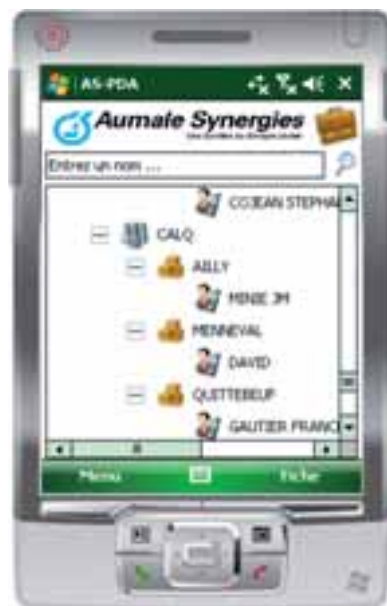 AS-PDA
Aumale Synergies
Entrez un nom ...
COJEAN STEPHA
CALQ
AILLY
MINIE JM
MENNEVAL
DAVID
QUITTEBEUF
GAUTIER FRANC
Menu Fiche